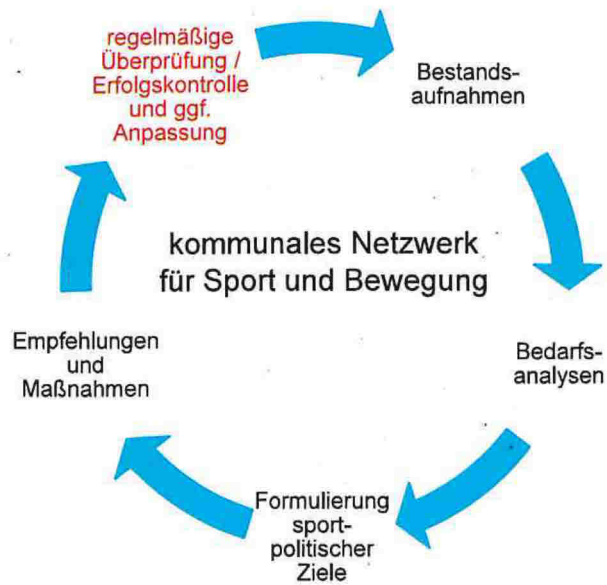 regelmäßige
Überprüfung /
Erfolgskontrolle
und ggf.
Anpassung
Bestands-
aufnahmen
kommunales Netzwerk
für Sport und Bewegung
Bedarfs-
analysen
Formulierung
sport-
politischer
Ziele
Empfehlungen
und
Maßnahmen